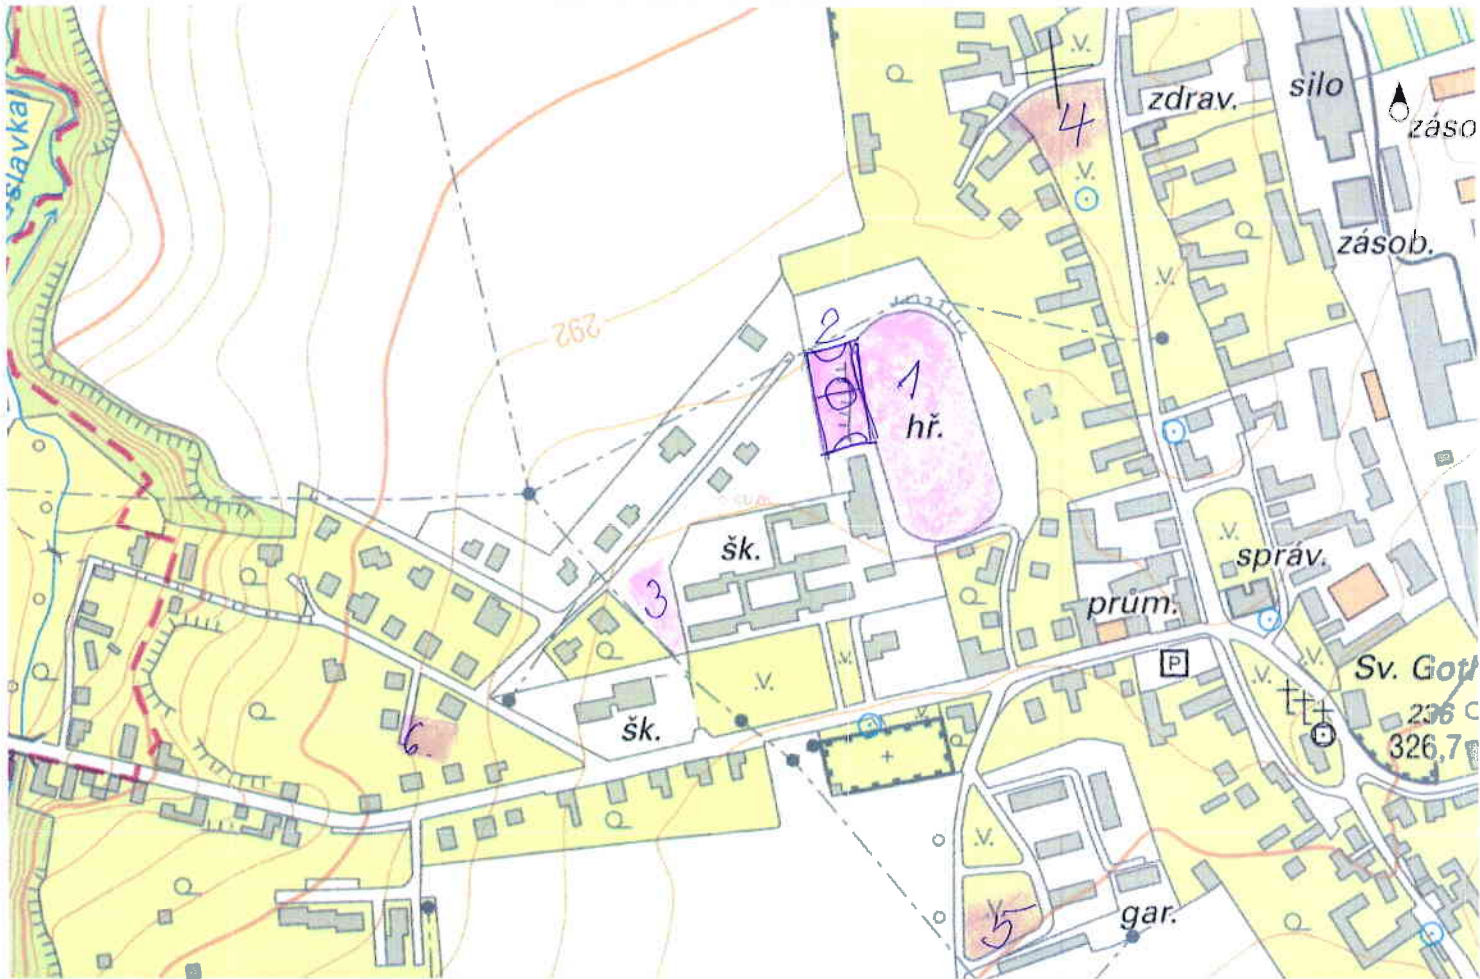 .V.
silo
zdrav.
4
záso
slavka
.V.
zásob.
.V.
292
2
1
hř.
.V.
šk.
správ.
3
prům.
P
.V.
.V.
.V.
.V.
Sv. Goth
šk.
6.
236
326,7
.V.
.V.
5
gar.